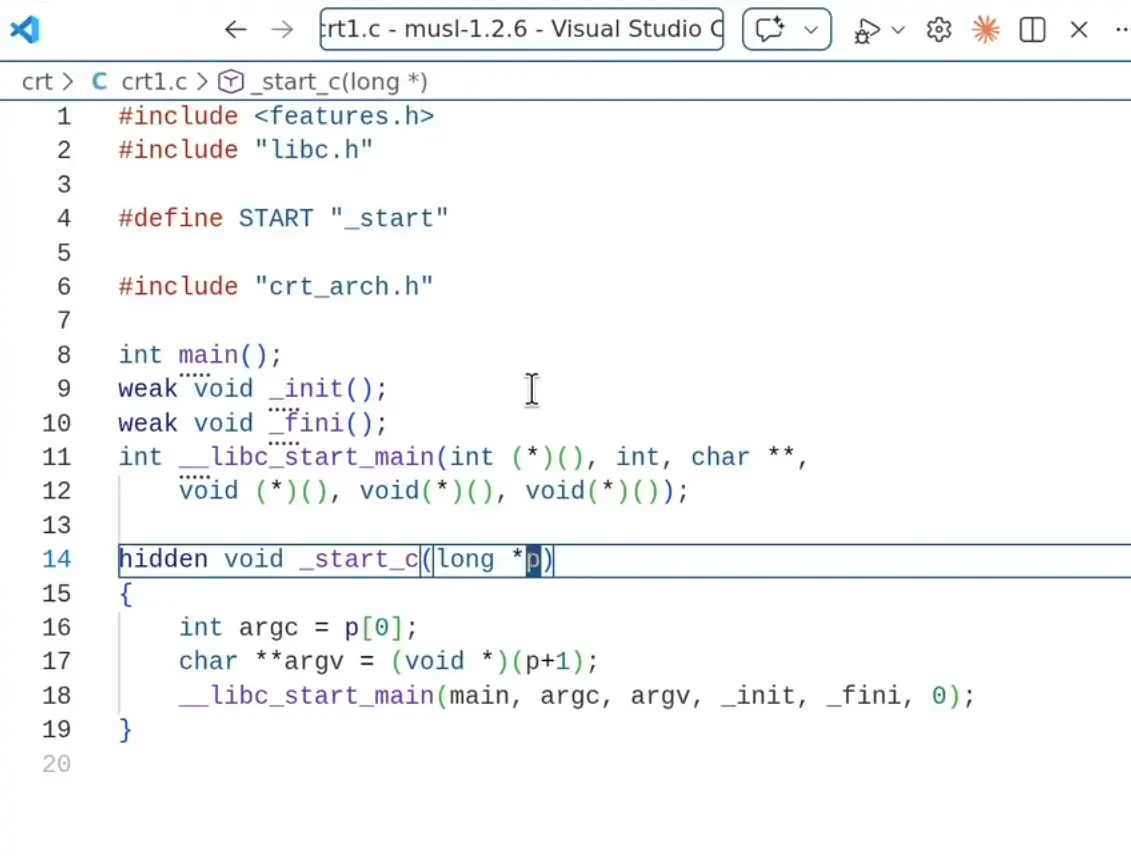 crt1.c - musl-1.2.6 - Visual Studio C
crt > C crt1.c > _start_c(long *)
1 #include <features.h>
2 #include "libc.h"
3
4 #define START "_start"
5
6 #include "crt_arch.h"
7
8 int main();
9 weak void _init();
10 weak void _fini();
11 int __libc_start_main(int (*)(), int, char **,
12     void (*)(), void(*)(), void(*)());
13
14 hidden void _start_c(long *p)
15 {
16     int argc = p[0];
17     char **argv = (void *)(p+1);
18     __libc_start_main(main, argc, argv, _init, _fini, 0);
19 }
20